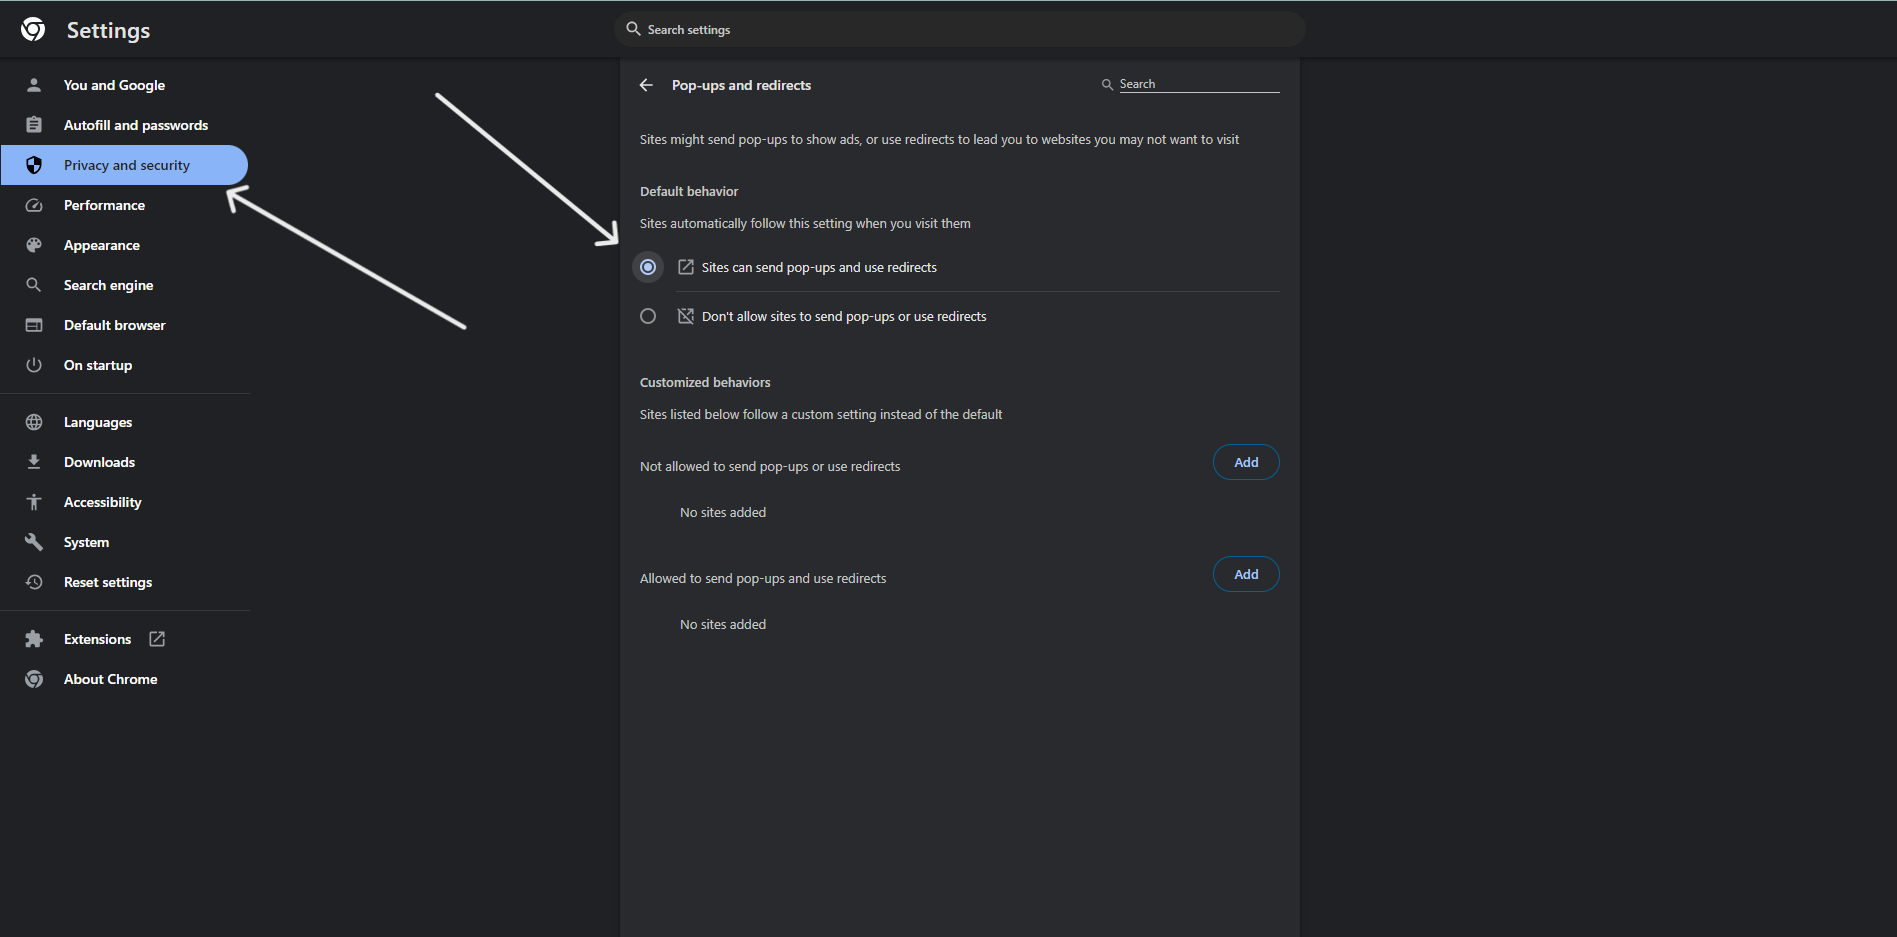 Settings
Search settings
You and Google
Autofill and passwords
Privacy and security
Performance
Appearance
Search engine
Default browser
On startup
Languages
Downloads
Accessibility
System
Reset settings
Extensions
About Chrome
Pop-ups and redirects
Search
Sites might send pop-ups to show ads, or use redirects to lead you to websites you may not want to visit
Default behavior
Sites automatically follow this setting when you visit them
Sites can send pop-ups and use redirects
Don't allow sites to send pop-ups or use redirects
Customized behaviors
Sites listed below follow a custom setting instead of the default
Not allowed to send pop-ups or use redirects
Add
No sites added
Allowed to send pop-ups and use redirects
Add
No sites added